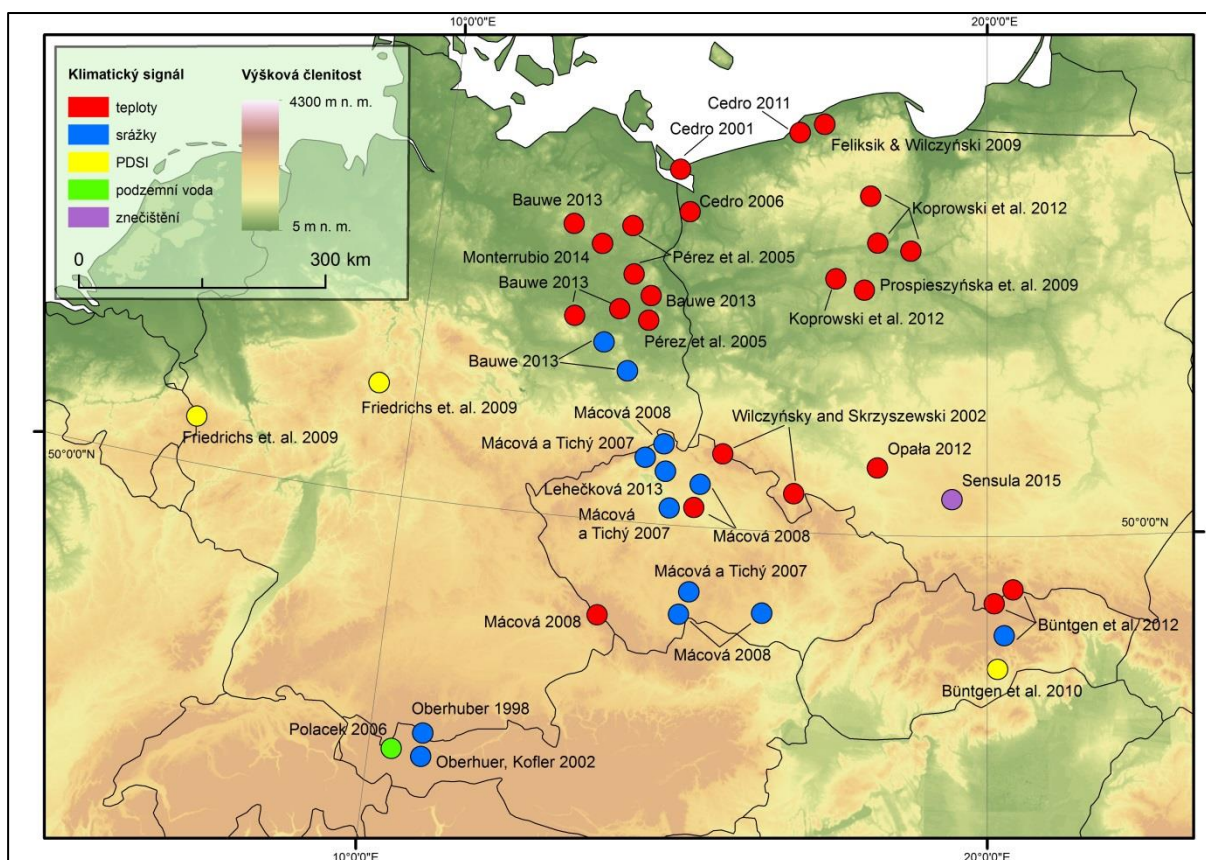 10°0'0"E
20°0'0"E
Klimatický signál
Výšková členitost
teploty
srážky
PDSI
podzemní voda
znečištění
4300 m n. m.
5 m n. m.
0
300 km
Cedro 2011
Cedro 2001
Feliksik & Wilczyński 2009
Bauwe 2013
Cedro 2006
Koprowski et al. 2012
Monterrubio 2014
Pérez et al. 2005
Bauwe 2013
Bauwe 2013
Prospieszyńska et. al. 2009
Koprowski et al. 2012
Pérez et al. 2005
Bauwe 2013
Friedrichs et. al. 2009
Friedrichs et. al. 2009
Mácová 2008
Wilczyńsky and Skrzyszewski 2002
Mácová a Tichý 2007
Opała 2012
50°0'0"N
Lehečková 2013
Sensula 2015
Mácová
a Tichý 2007
Mácová 2008
50°0'0"N
Mácová a Tichý 2007
Mácová 2008
Büntgen et al. 2012
Mácová 2008
Büntgen et al. 2010
Oberhuber 1998
Polacek 2006
Oberhuer, Kofler 2002
10°0'0"E
20°0'0"E